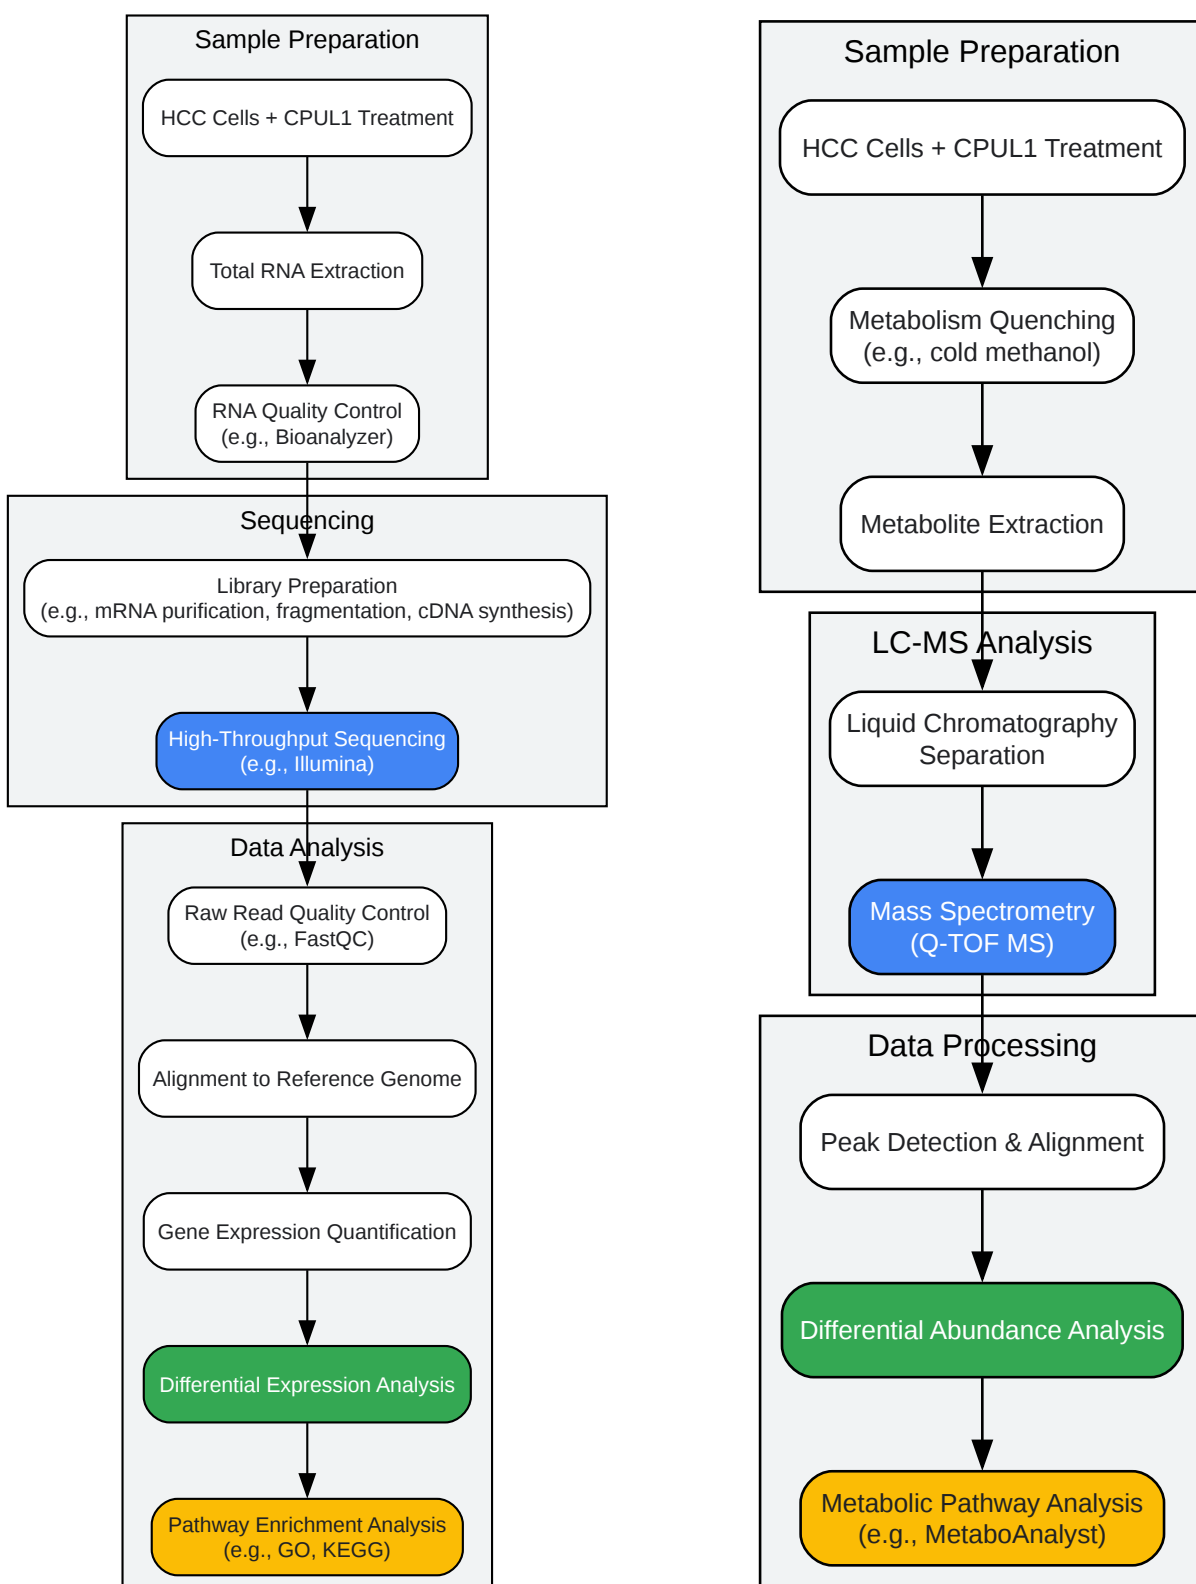 Sample Preparation
HCC Cells + CPUL1 Treatment
Total RNA Extraction
RNA Quality Control
(e.g., Bioanalyzer)
Sequencing
Library Preparation
(e.g., mRNA purification, fragmentation, cDNA synthesis)
High-Throughput Sequencing
(e.g., Illumina)
Data Analysis
Raw Read Quality Control
(e.g., FastQC)
Alignment to Reference Genome
Gene Expression Quantification
Differential Expression Analysis
Pathway Enrichment Analysis
(e.g., GO, KEGG)
Sample Preparation
HCC Cells + CPUL1 Treatment
Metabolism Quenching
(e.g., cold methanol)
Metabolite Extraction
LC-MS Analysis
Liquid Chromatography
Separation
Mass Spectrometry
(Q-TOF MS)
Data Processing
Peak Detection & Alignment
Differential Abundance Analysis
Metabolic Pathway Analysis
(e.g., MetaboAnalyst)